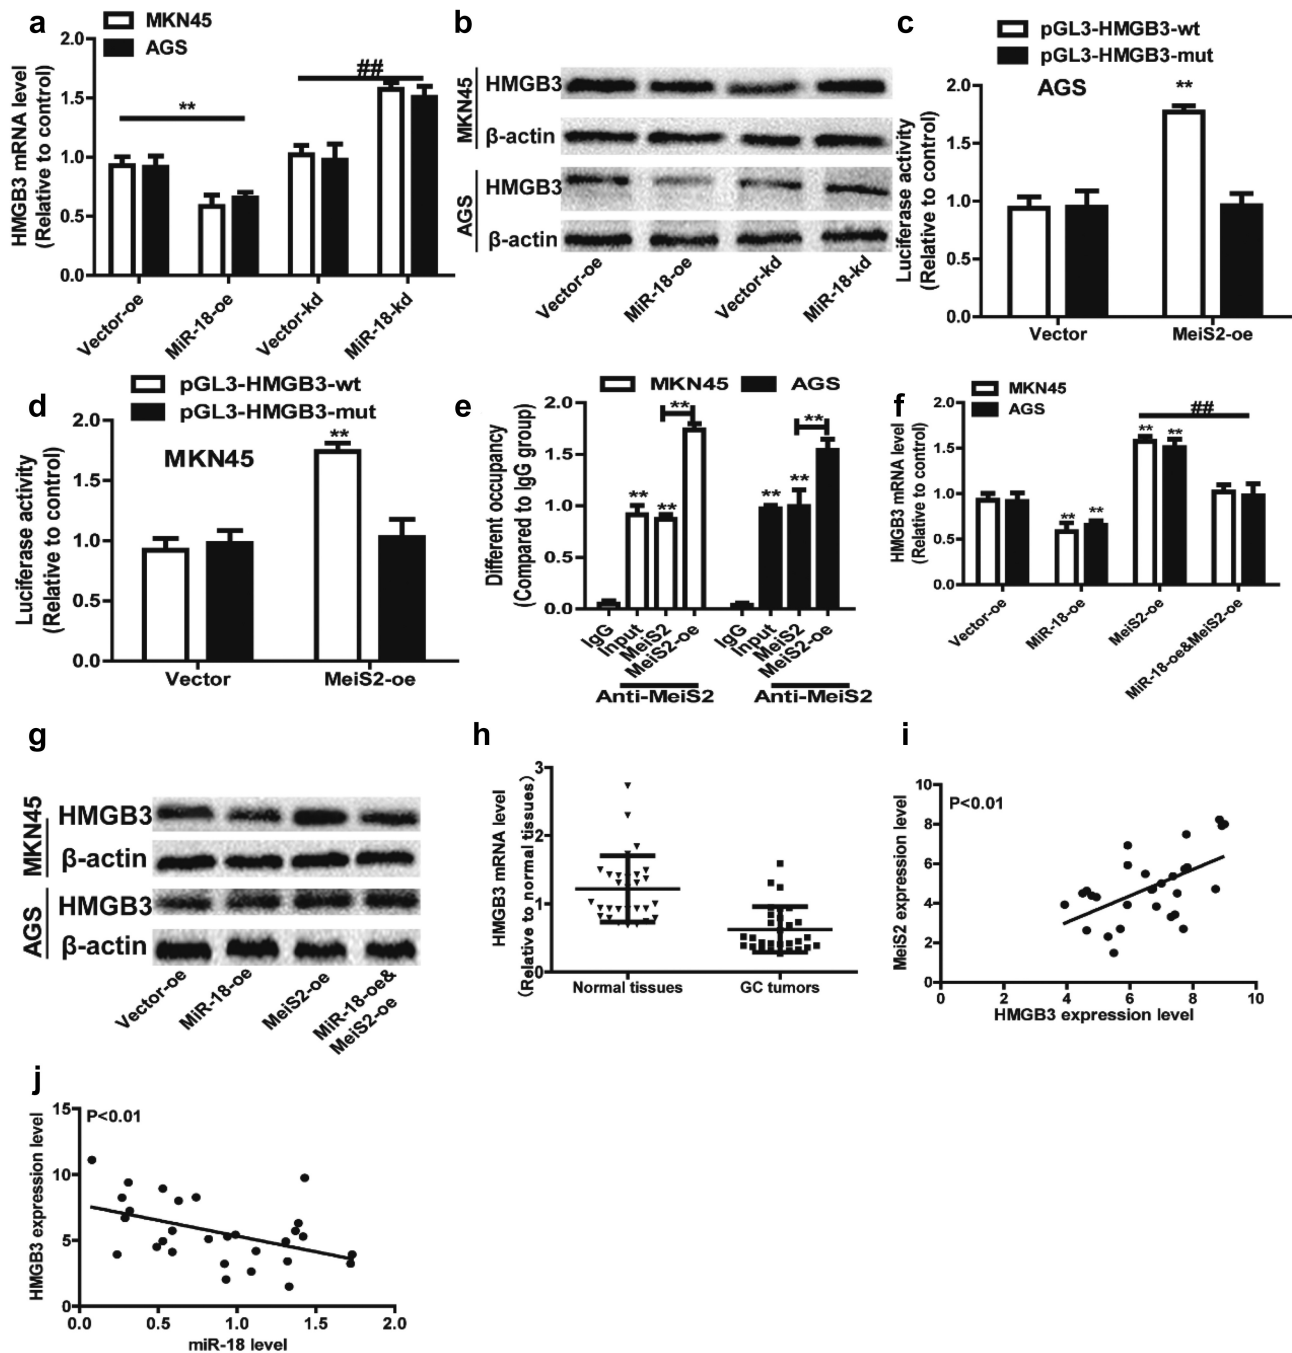 a
MKN45
AGS
HMGB3 mRNA level
(Relative to control)
2.0
1.5
1.0
0.5
0.0
**
##
Vector-oe
MiR-18-oe
Vector-kd
MiR-18-kd
b
MKN45
HMGB3
β-actin
AGS
HMGB3
β-actin
Vector-oe
MiR-18-oe
Vector-kd
MiR-18-kd
c
pGL3-HMGB3-wt
pGL3-HMGB3-mut
AGS
Luciferase activity
(Relative to control)
2.0
1.5
1.0
0.5
0.0
**
Vector
MeiS2-oe
d
pGL3-HMGB3-wt
pGL3-HMGB3-mut
MKN45
Luciferase activity
(Relative to control)
2.0
1.5
1.0
0.5
0.0
**
Vector
MeiS2-oe
e
MKN45
AGS
Different occupancy
(Compared to IgG group)
2.0
1.5
1.0
0.5
0.0
**
**
**
**
**
**
IgG
Input
MeiS2
MeiS2-oe
IgG
Input
MeiS2
MeiS2-oe
Anti-MeiS2
Anti-MeiS2
f
MKN45
AGS
HMGB3 mRNA level
(Relative to control)
2.0
1.5
1.0
0.5
0.0
**
**
**
**
##
Vector-oe
MiR-18-oe
MeiS2-oe
MiR-18-oe&MeiS2-oe
g
MKN45
HMGB3
β-actin
AGS
HMGB3
β-actin
Vector-oe
MiR-18-oe
MeiS2-oe
MiR-18-oe&
MeiS2-oe
h
HMGB3 mRNA level
(Relative to normal tissues)
3
2
1
0
Normal tissues
GC tumors
i
P<0.01
MeiS2 expression level
10
8
6
4
2
0
0
2
4
6
8
10
HMGB3 expression level
j
P<0.01
HMGB3 expression level
15
10
5
0
0.0
0.5
1.0
1.5
2.0
miR-18 level